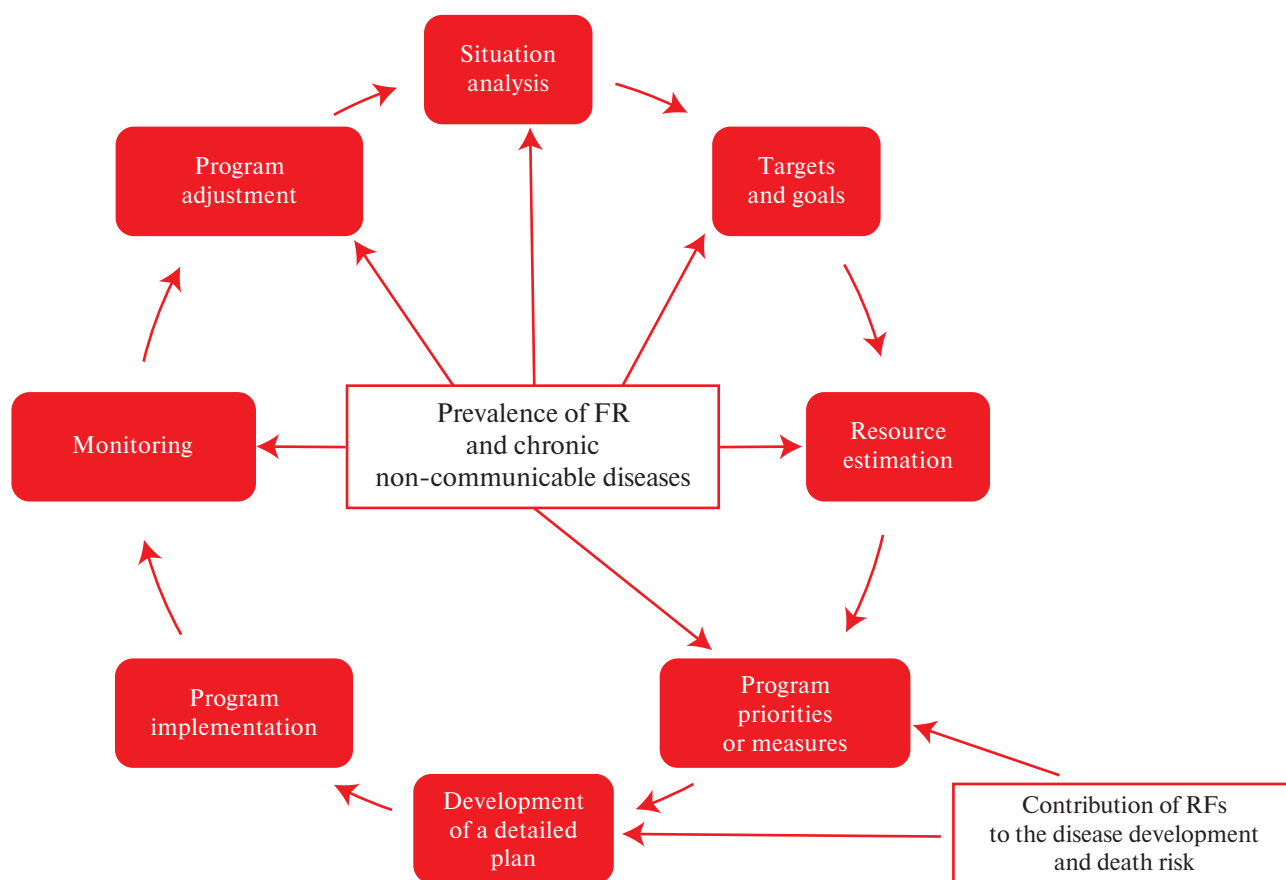 Situation
analysis
Program
adjustment
Targets
and goals
Prevalence of FR
and chronic
non-communicable diseases
Monitoring
Resource
estimation
Program
implementation
Program
priorities
or measures
Development
of a detailed
plan
Contribution of RFs
to the disease development
and death risk